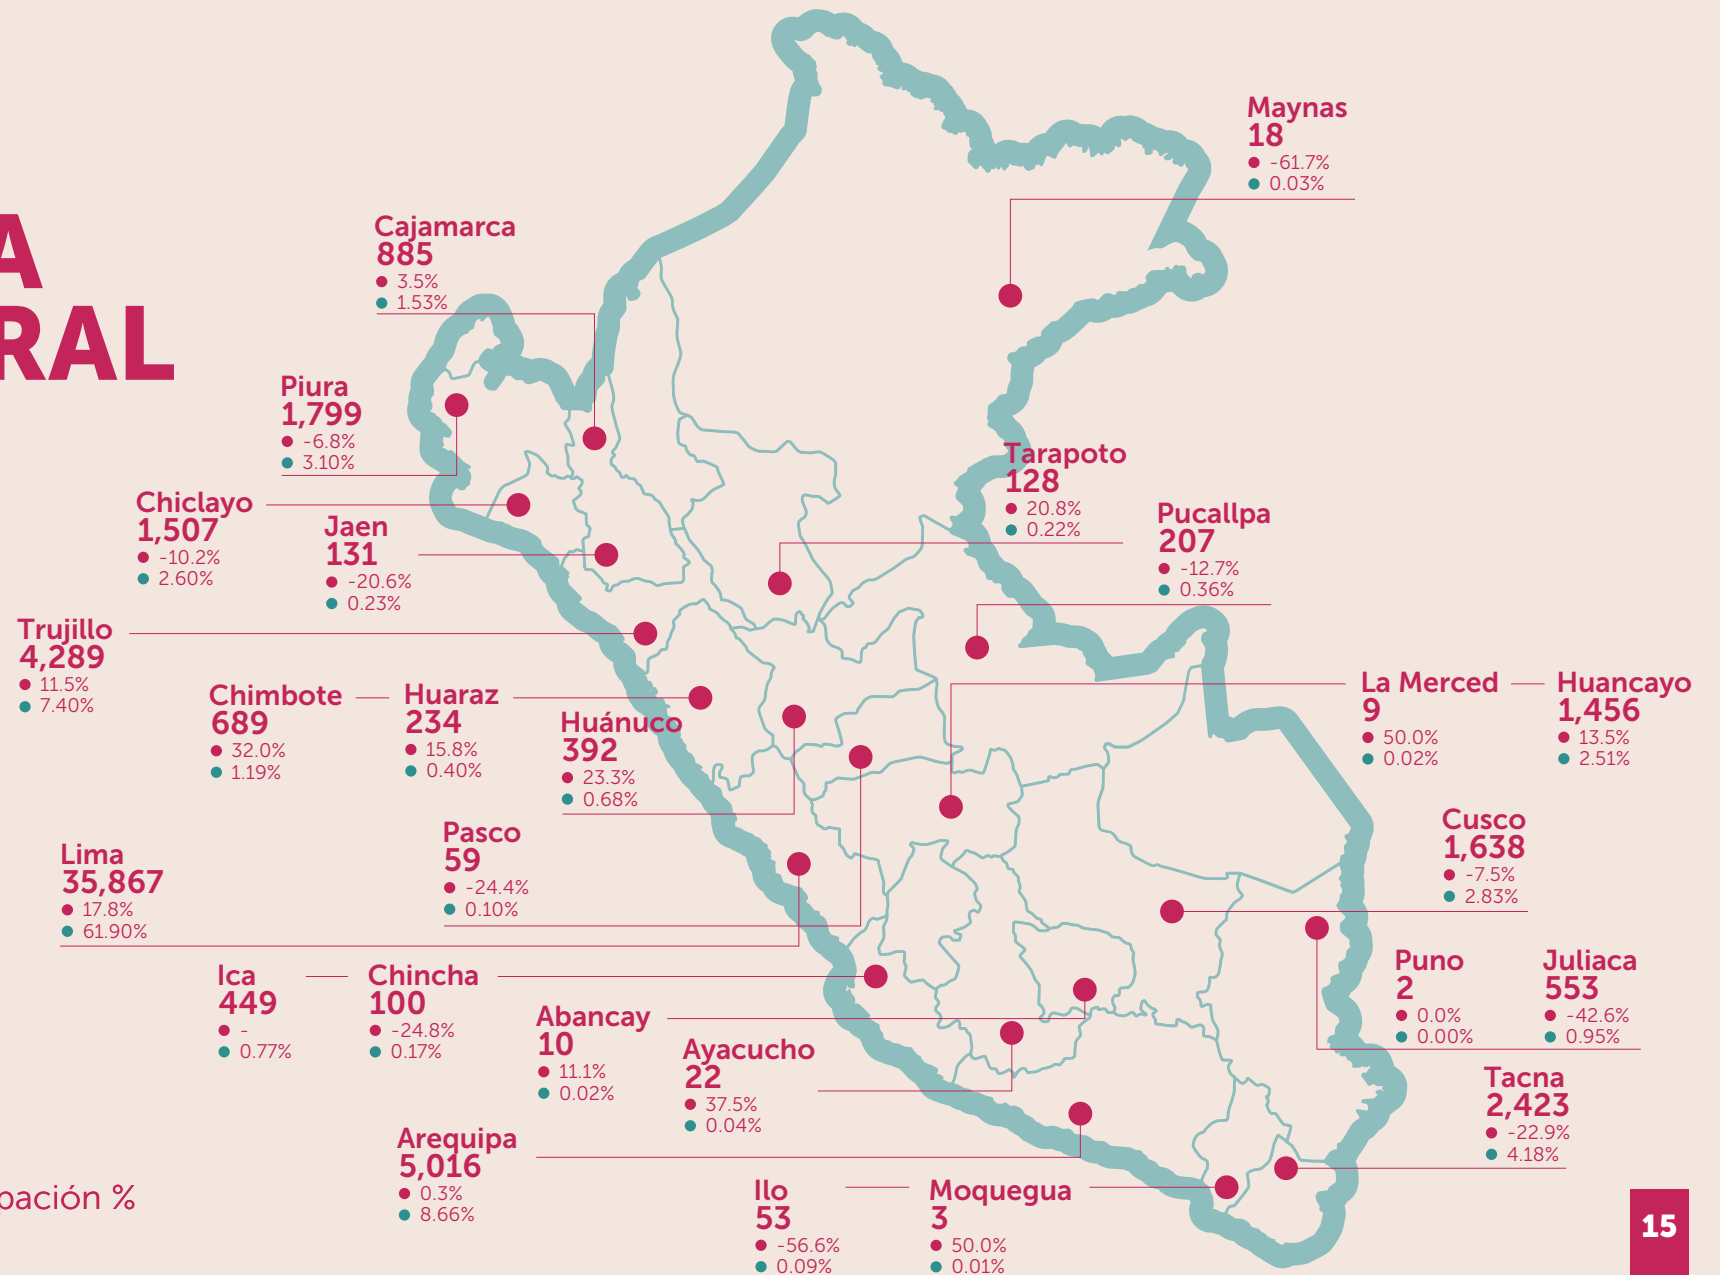 A
RAL
Maynas
18
-61.7%
0.03%
Cajamarca
885
3.5%
1.53%
Piura
1,799
-6.8%
3.10%
Chiclayo
1,507
-10.2%
2.60%
Jaen
131
-20.6%
0.23%
Tarapoto
128
20.8%
0.22%
Pucallpa
207
-12.7%
0.36%
Trujillo
4,289
11.5%
7.40%
Chimbote
689
32.0%
1.19%
Huaraz
234
15.8%
0.40%
Huánuco
392
23.3%
0.68%
La Merced
9
50.0%
0.02%
Huancayo
1,456
13.5%
2.51%
Pasco
59
-24.4%
0.10%
Lima
35,867
17.8%
61.90%
Cusco
1,638
-7.5%
2.83%
Ica
449
-
0.77%
Chincha
100
-24.8%
0.17%
Puno
2
0.0%
0.00%
Juliaca
553
-42.6%
0.95%
Abancay
10
11.1%
0.02%
Ayacucho
22
37.5%
0.04%
Tacna
2,423
-22.9%
4.18%
Arequipa
5,016
0.3%
8.66%
Ilo
53
-56.6%
0.09%
Moquegua
3
50.0%
0.01%
pación %
15